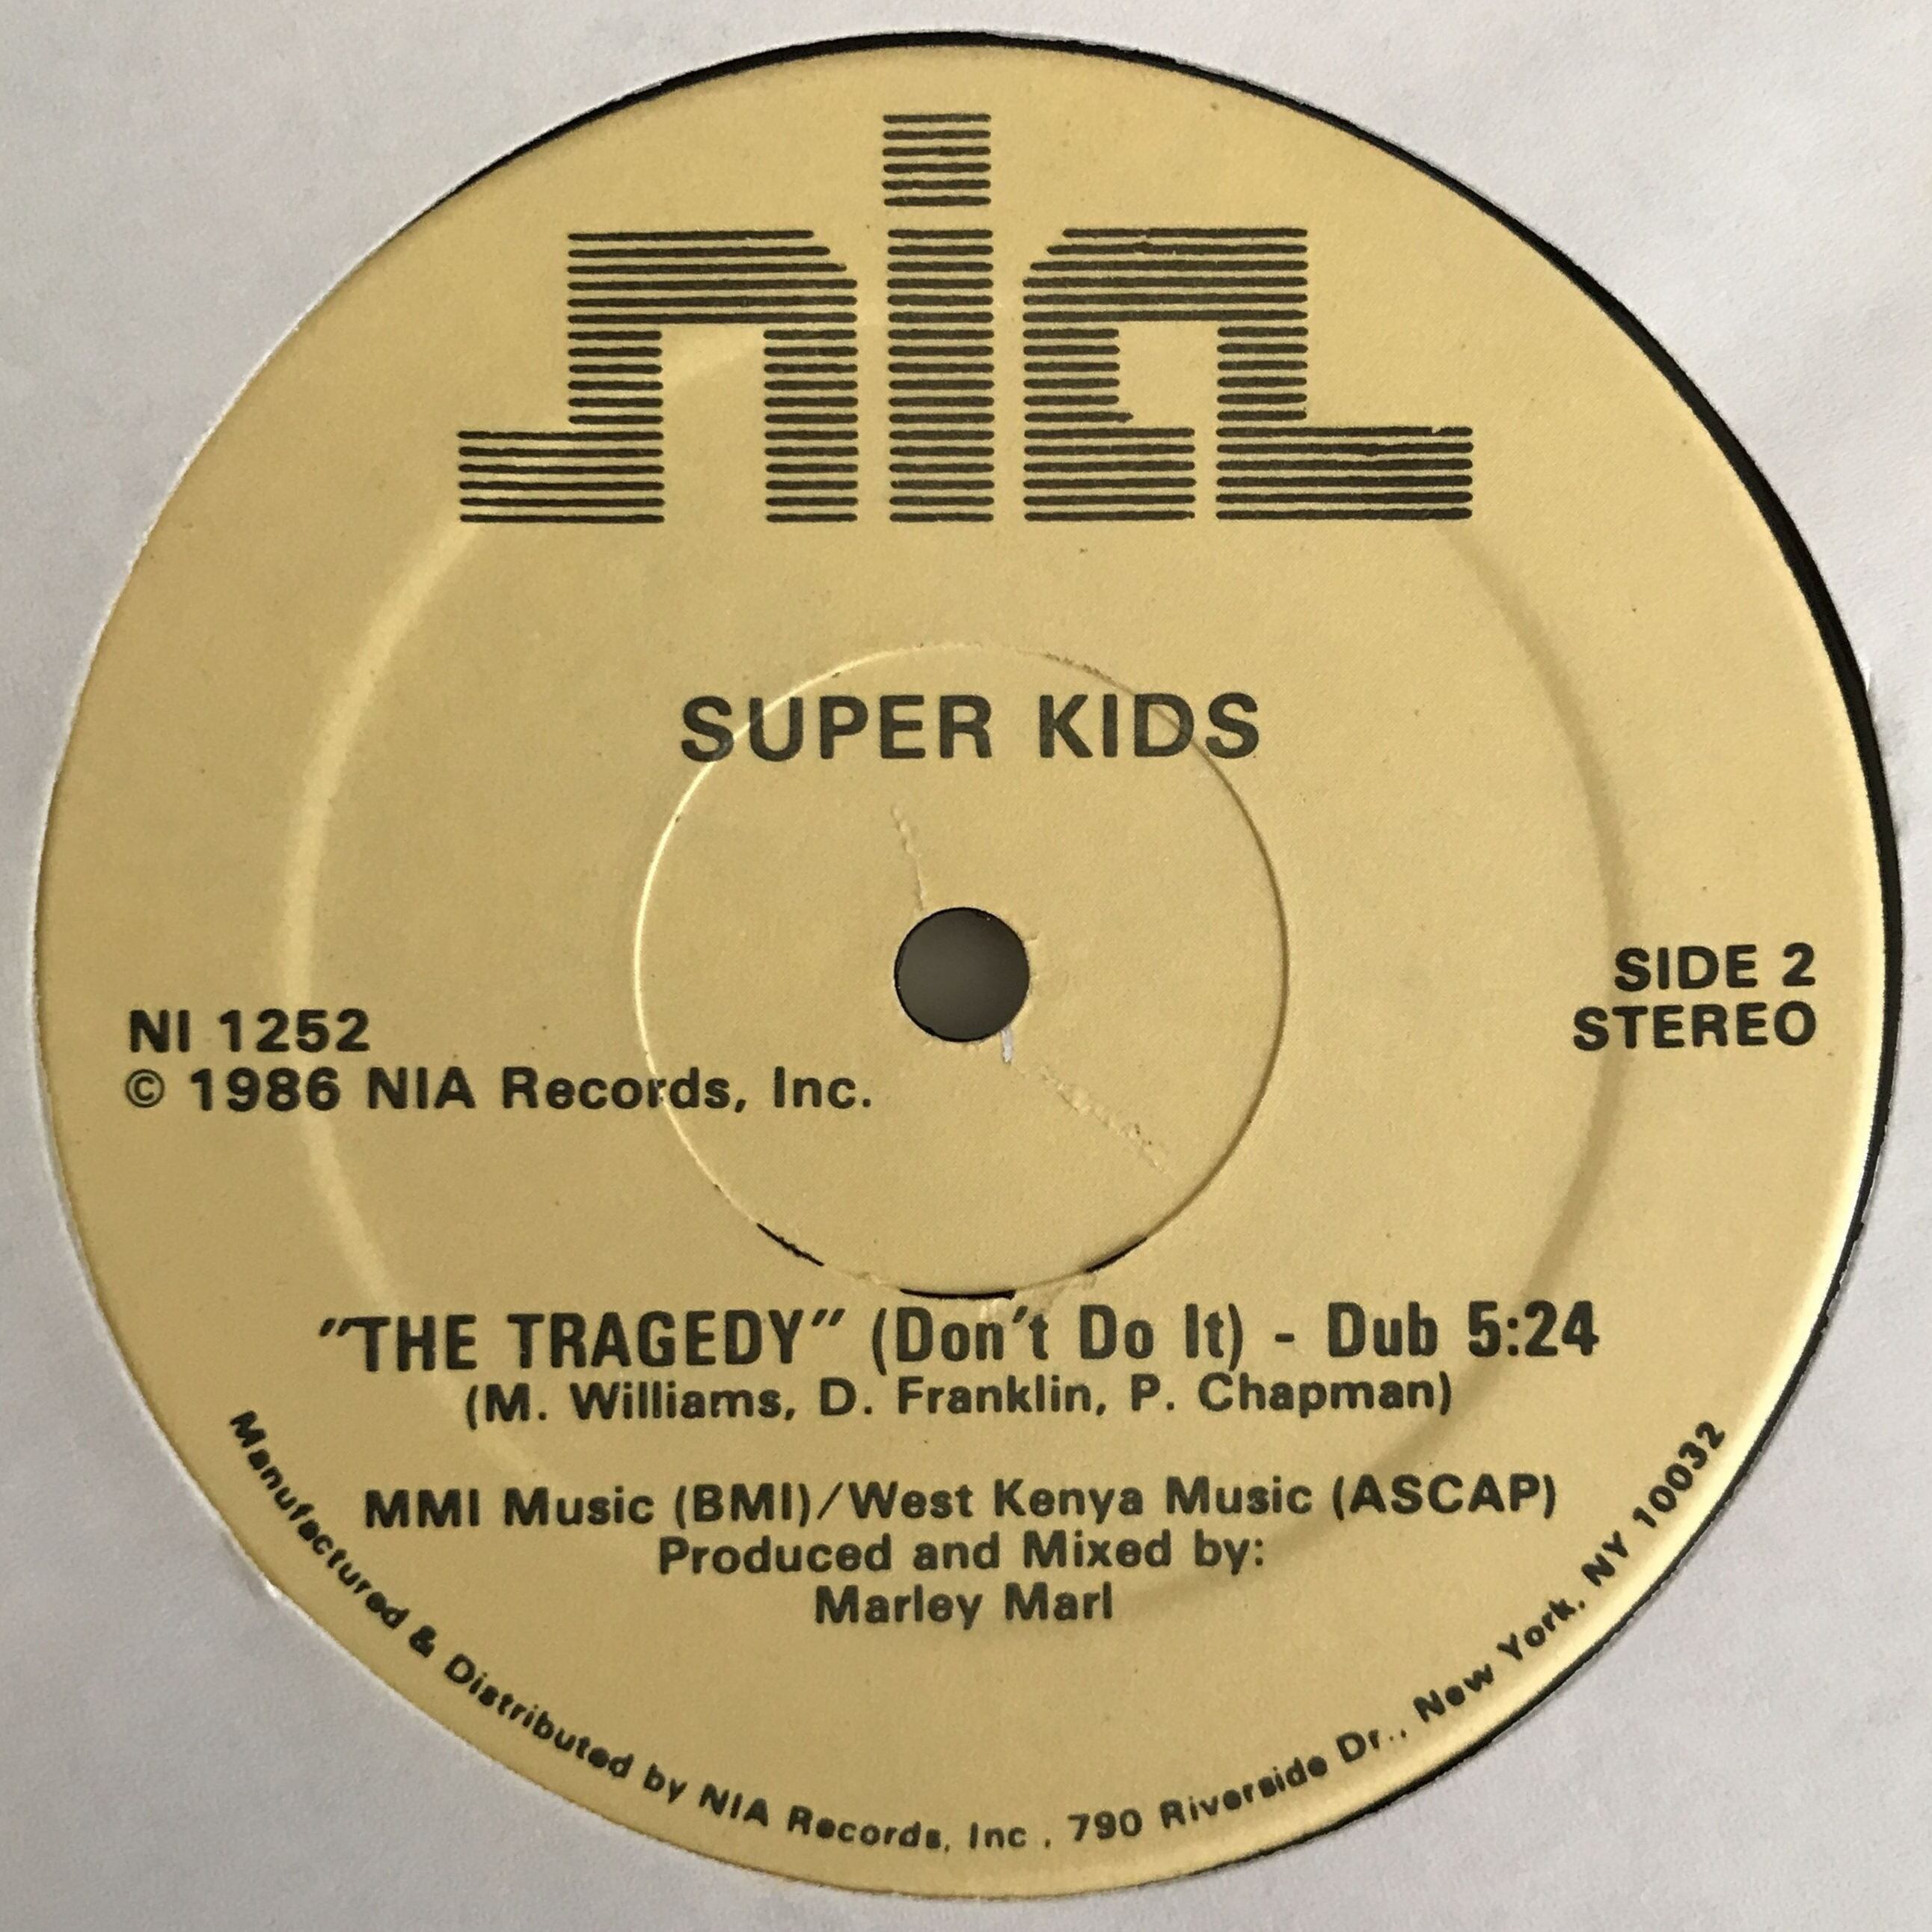 nia
SUPER KIDS
SIDE 2
STEREO
NI 1252
© 1986 NIA Records, Inc.
"THE TRAGEDY" (Don't Do It) - Dub 5:24
(M. Williams, D. Franklin, P. Chapman)
MMI Music (BMI)/West Kenya Music (ASCAP)
Produced and Mixed by:
Marley Marl
Manufactured & Distributed by NIA Records, Inc., 790 Riverside Dr., New York, NY 10032